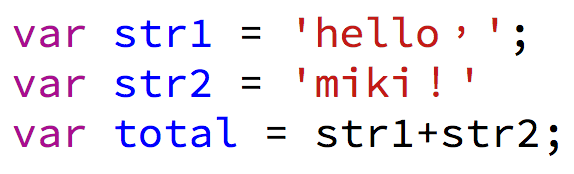 var str1 = 'hello，';
var str2 = 'miki！'
var total = str1+str2;